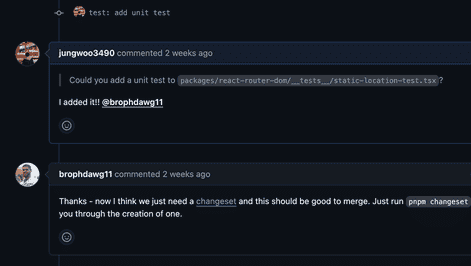 test: add unit test
jungwoo3490 commented 2 weeks ago
Could you add a unit test to packages/react-router-dom/__tests__/static-location-test.tsx?
I added it!! @brophdawg11
brophdawg11 commented 2 weeks ago
Thanks - now I think we just need a changeset and this should be good to merge. Just run pnpm changeset
you through the creation of one.